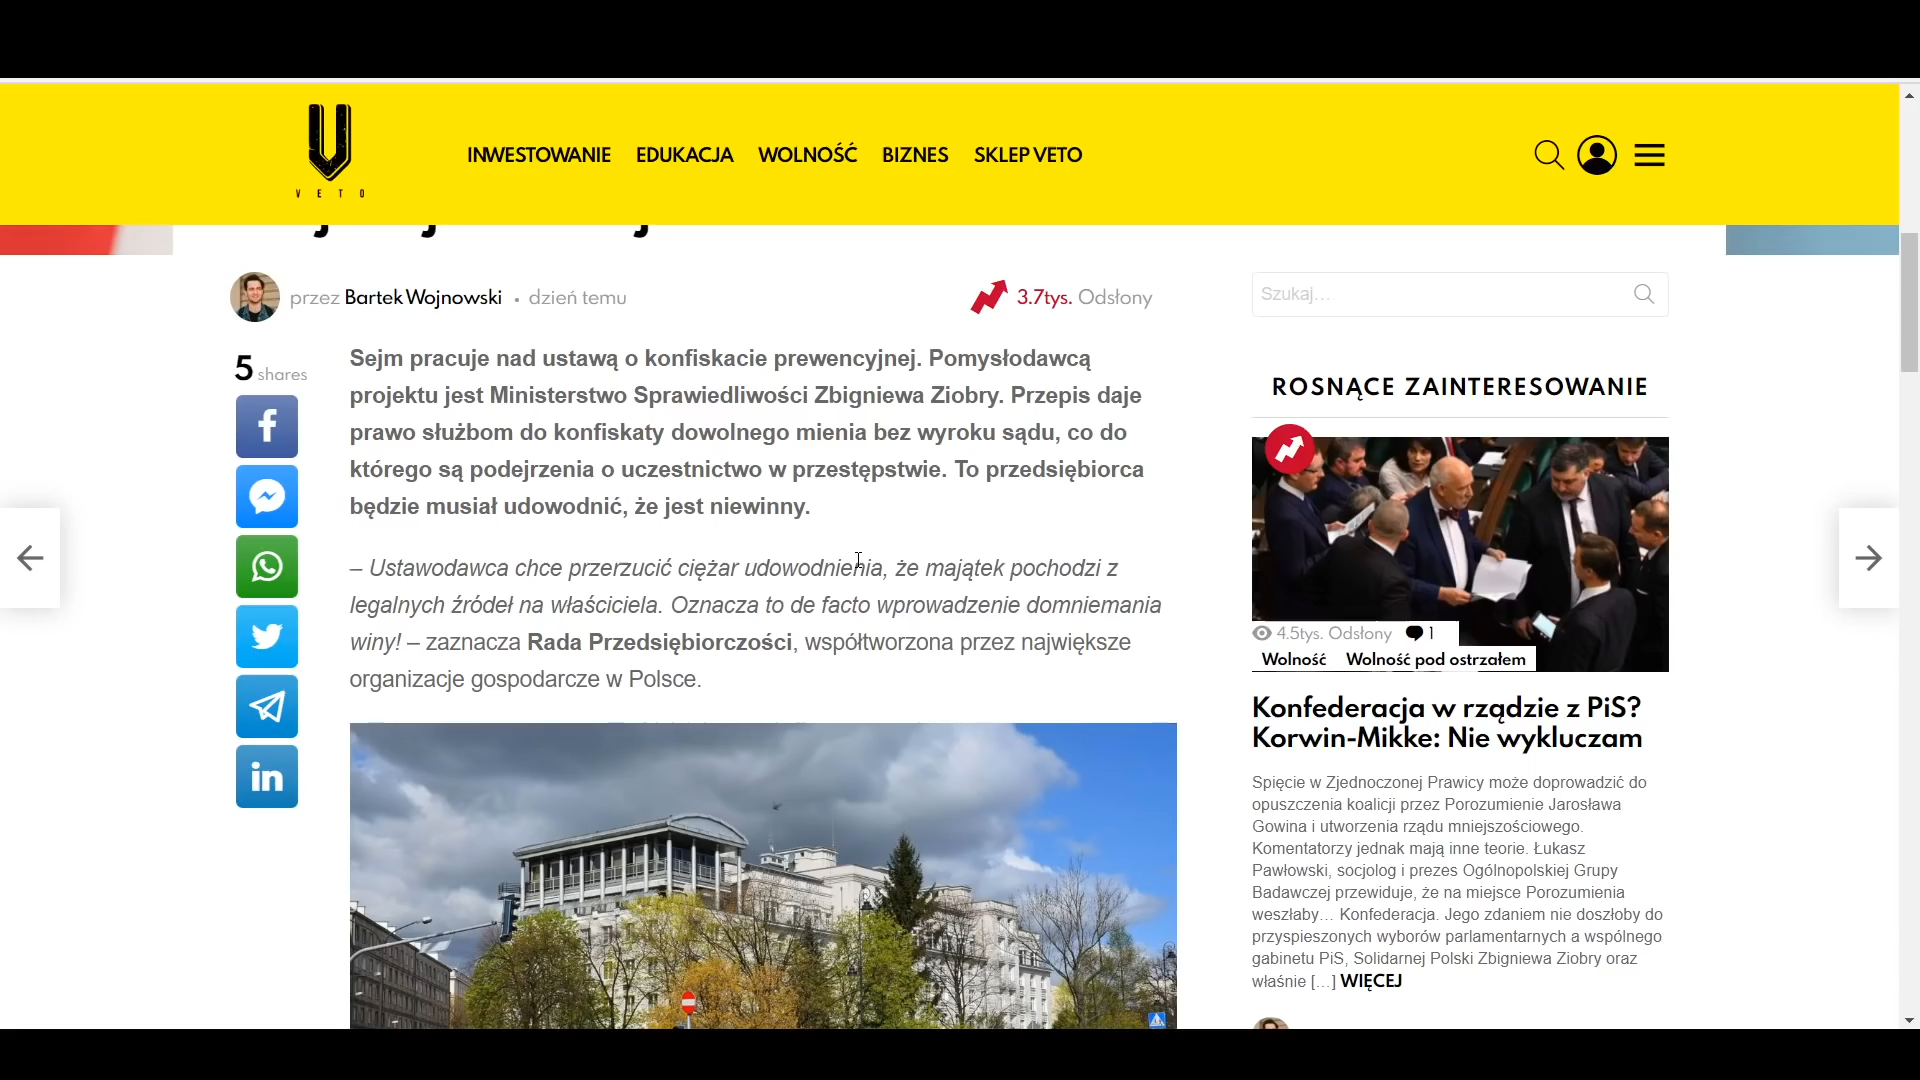 VETO
INWESTOWANIE EDUKACJA WOLNOŚĆ BIZNES SKLEP VETO
przez Bartek Wojnowski • dzień temu
3.7tys. Odsłony
5 shares
Sejm pracuje nad ustawą o konfiskacie prewencyjnej. Pomysłodawcą
projektu jest Ministerstwo Sprawiedliwości Zbigniewa Ziobry. Przepis daje
prawo służbom do konfiskaty dowolnego mienia bez wyroku sądu, co do
którego są podejrzenia o uczestnictwo w przestępstwie. To przedsiębiorca
będzie musiał udowodnić, że jest niewinny.
– Ustawodawca chce przerzucić ciężar udowodnienia, że majątek pochodzi z
legalnych źródeł na właściciela. Oznacza to de facto wprowadzenie domniemania
winy! – zaznacza Rada Przedsiębiorczości, współtworzona przez największe
organizacje gospodarcze w Polsce.
Szukaj...
ROSNĄCE ZAINTERESOWANIE
4.5tys. Odsłony 1
Wolność Wolność pod ostrzałem
Konfederacja w rządzie z PiS?
Korwin-Mikke: Nie wykluczam
Spięcie w Zjednoczonej Prawicy może doprowadzić do
opuszczenia koalicji przez Porozumienie Jarosława
Gowina i utworzenia rządu mniejszościowego.
Komentatorzy jednak mają inne teorie. Łukasz
Pawłowski, socjolog i prezes Ogólnopolskiej Grupy
Badawczej przewiduje, że na miejsce Porozumienia
weszłaby… Konfederacja. Jego zdaniem nie doszłoby do
przyspieszonych wyborów parlamentarnych a wspólnego
gabinetu PiS, Solidarnej Polski Zbigniewa Ziobry oraz
właśnie [...] WIĘCEJ